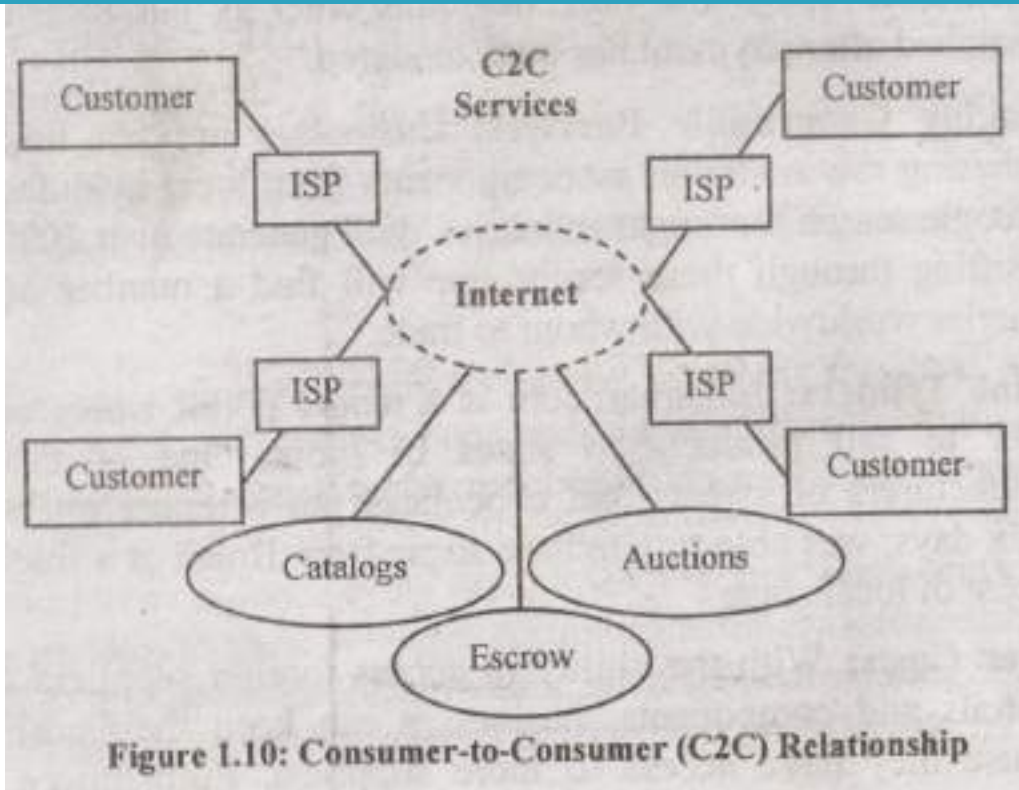 C2C
Services
Customer
Customer
ISP
ISP
Internet
ISP
ISP
Customer
Customer
Catalogs
Auctions
Escrow
Figure 1.10: Consumer-to-Consumer (C2C) Relationship